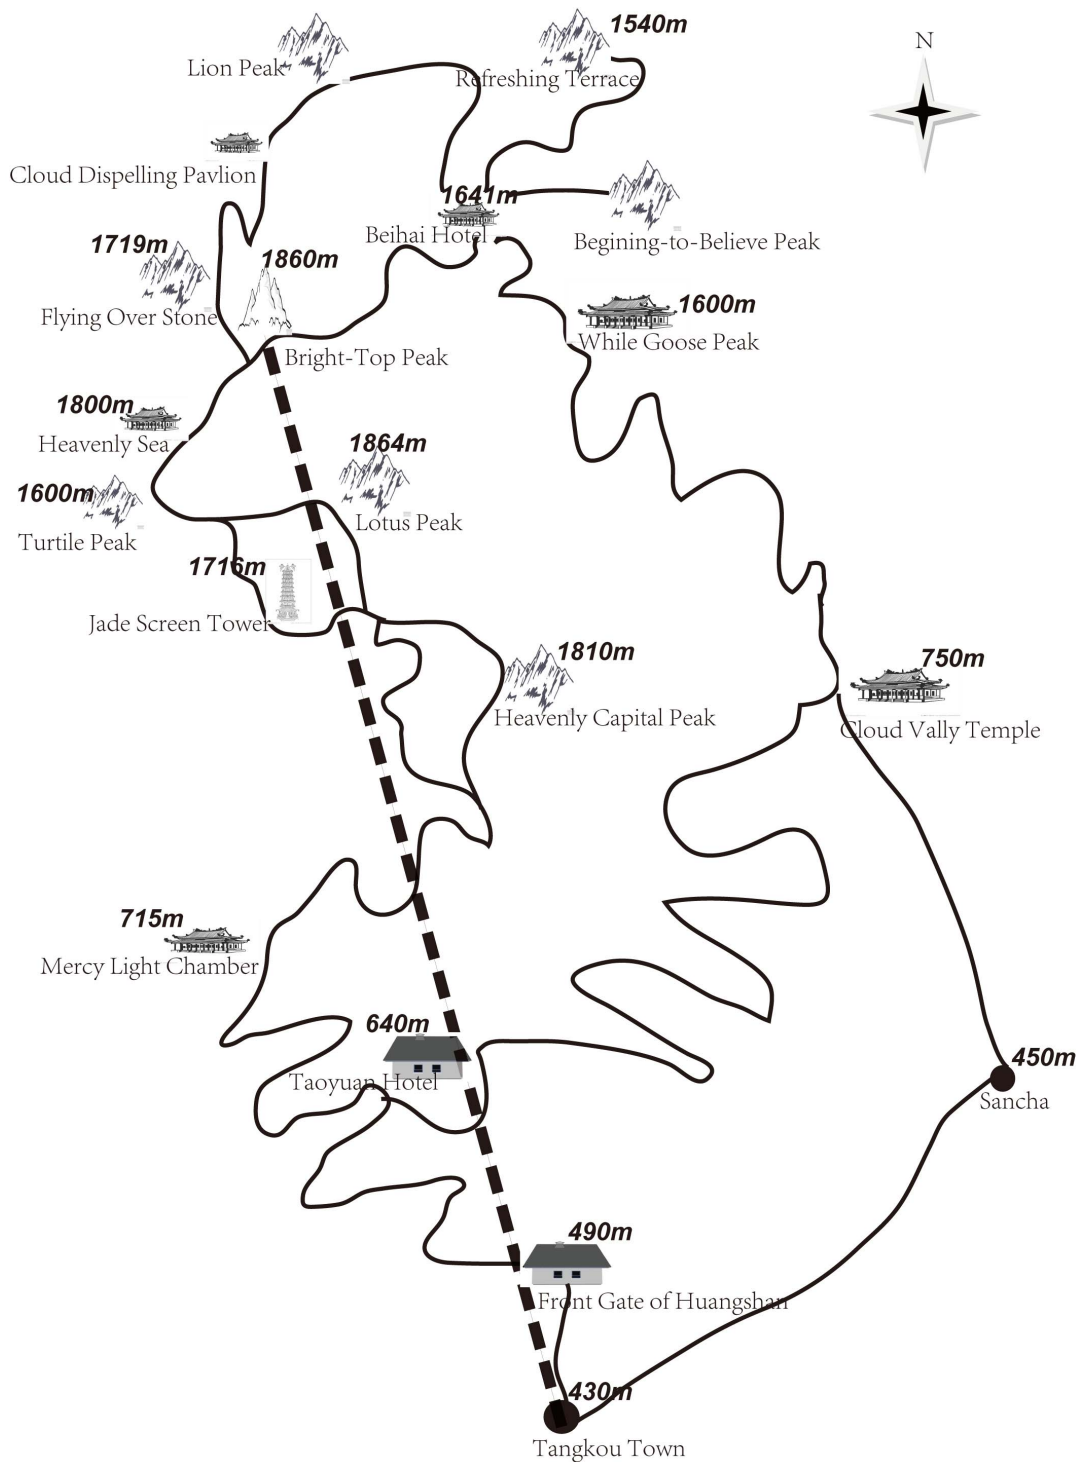 1540m
N
Lion Peak
Refreshing Terrace
Cloud Dispelling Pavlion
1641m
Beihai Hotel
Begining-to-Believe Peak
1719m
1860m
Flying Over Stone
1600m
While Goose Peak
Bright-Top Peak
1800m
Heavenly Sea
1864m
1600m
Lotus Peak
Turtile Peak
1716m
Jade Screen Tower
1810m
750m
Heavenly Capital Peak
Cloud Vally Temple
715m
Mercy Light Chamber
640m
Taoyuan Hotel
450m
Sancha
490m
Front Gate of Huangshan
430m
Tangkou Town